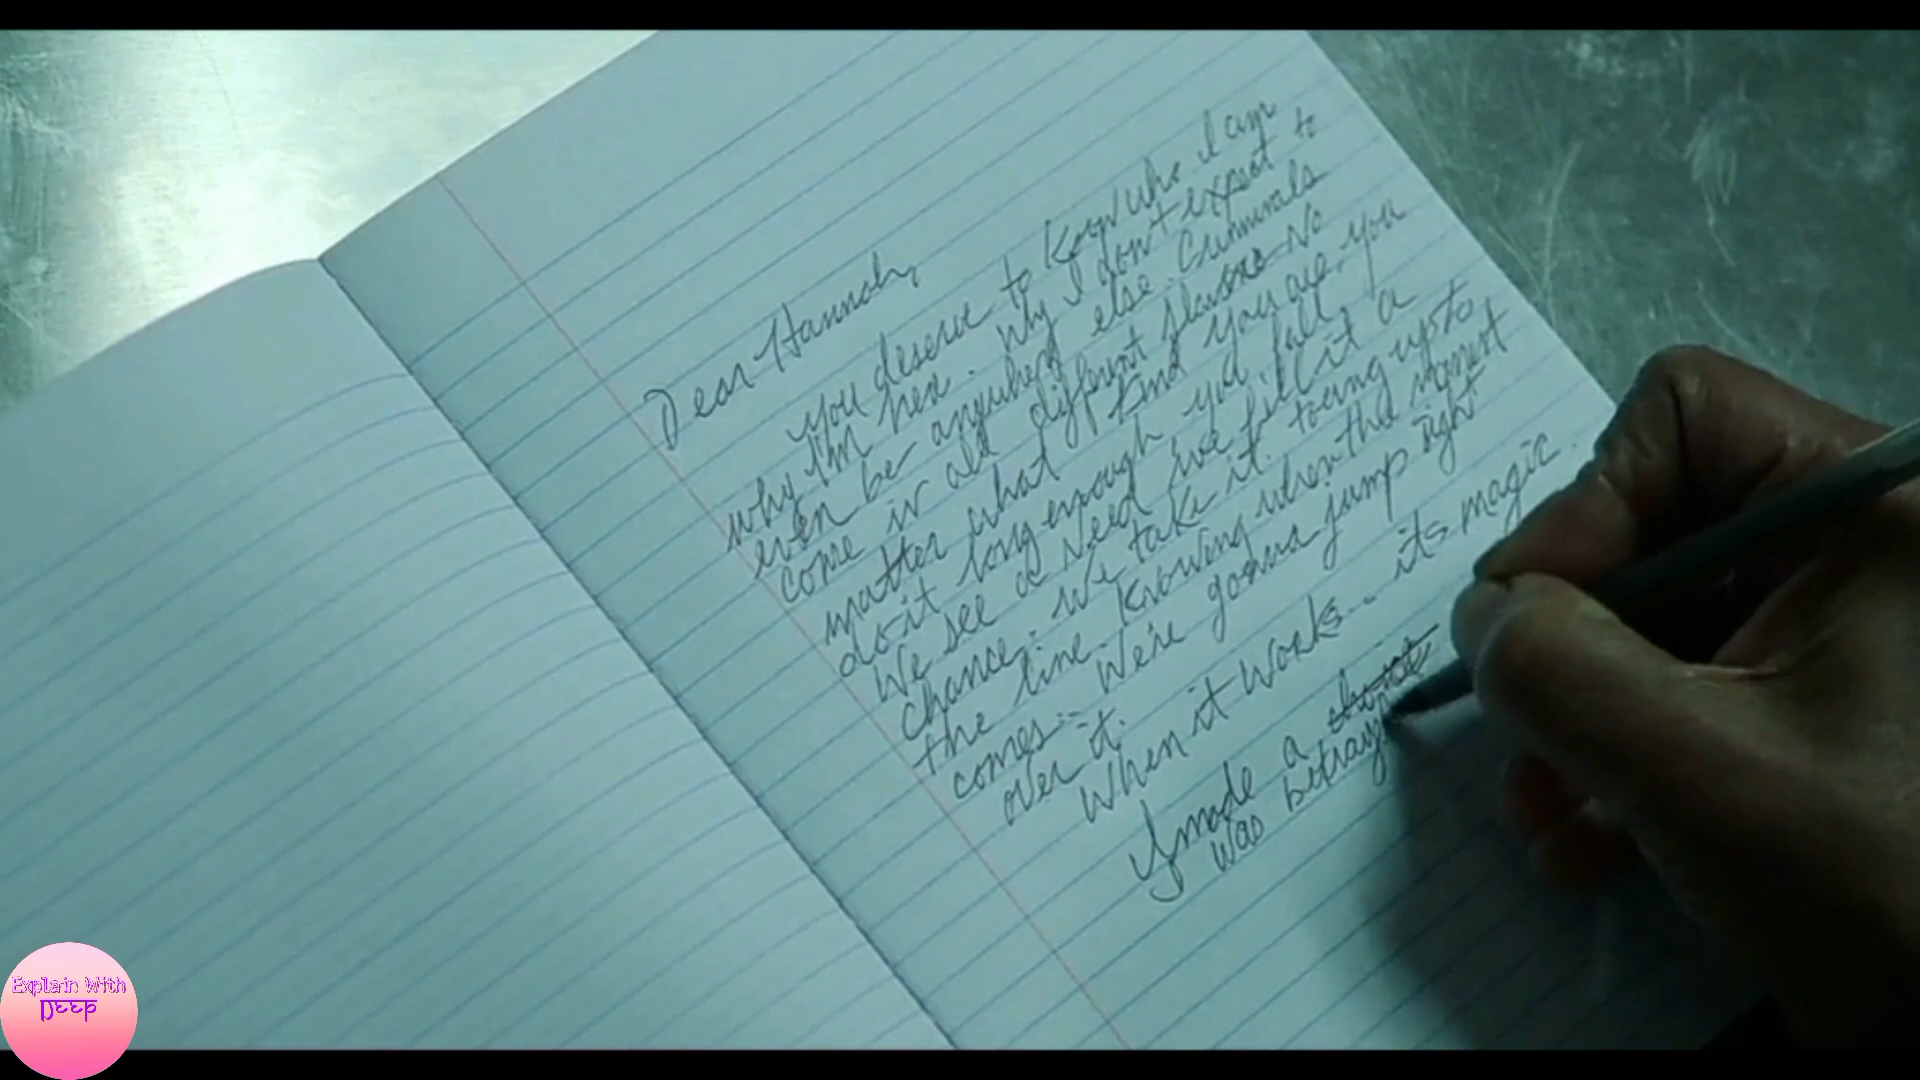 Dear Hannah,
you deserve to know who I am
why I'm here. Why I don't expect to
even be anywhere else. Criminals
come in all different flavors No
matter what kind you are, you
do it long enough you fall
We see a need we fill it a
chance. We take it. toeing up to
the line. Knowing when the moment
comes... We're gonna jump right
over it.
When it works... its magic.
I made a
was betrayn
Explain With
Deep